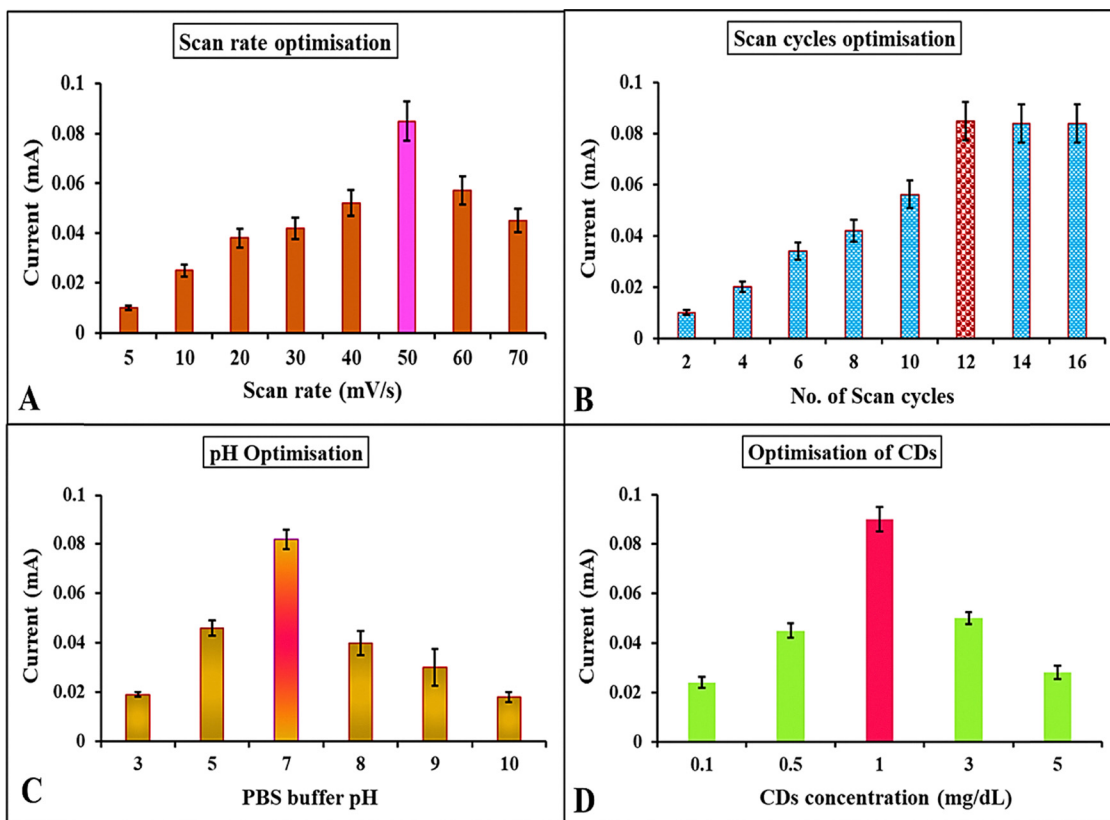 Scan rate optimisation
0.1
0.08
0.06
0.04
0.02
0
Current (mA)
5 10 20 30 40 50 60 70
Scan rate (mV/s)
A
Scan cycles optimisation
0.1
0.08
0.06
0.04
0.02
0
Current (mA)
2 4 6 8 10 12 14 16
No. of Scan cycles
B
pH Optimisation
0.1
0.08
0.06
0.04
0.02
0
Current (mA)
3 5 7 8 9 10
PBS buffer pH
C
Optimisation of CDs
0.1
0.08
0.06
0.04
0.02
0
Current (mA)
0.1 0.5 1 3 5
CDs concentration (mg/dL)
D